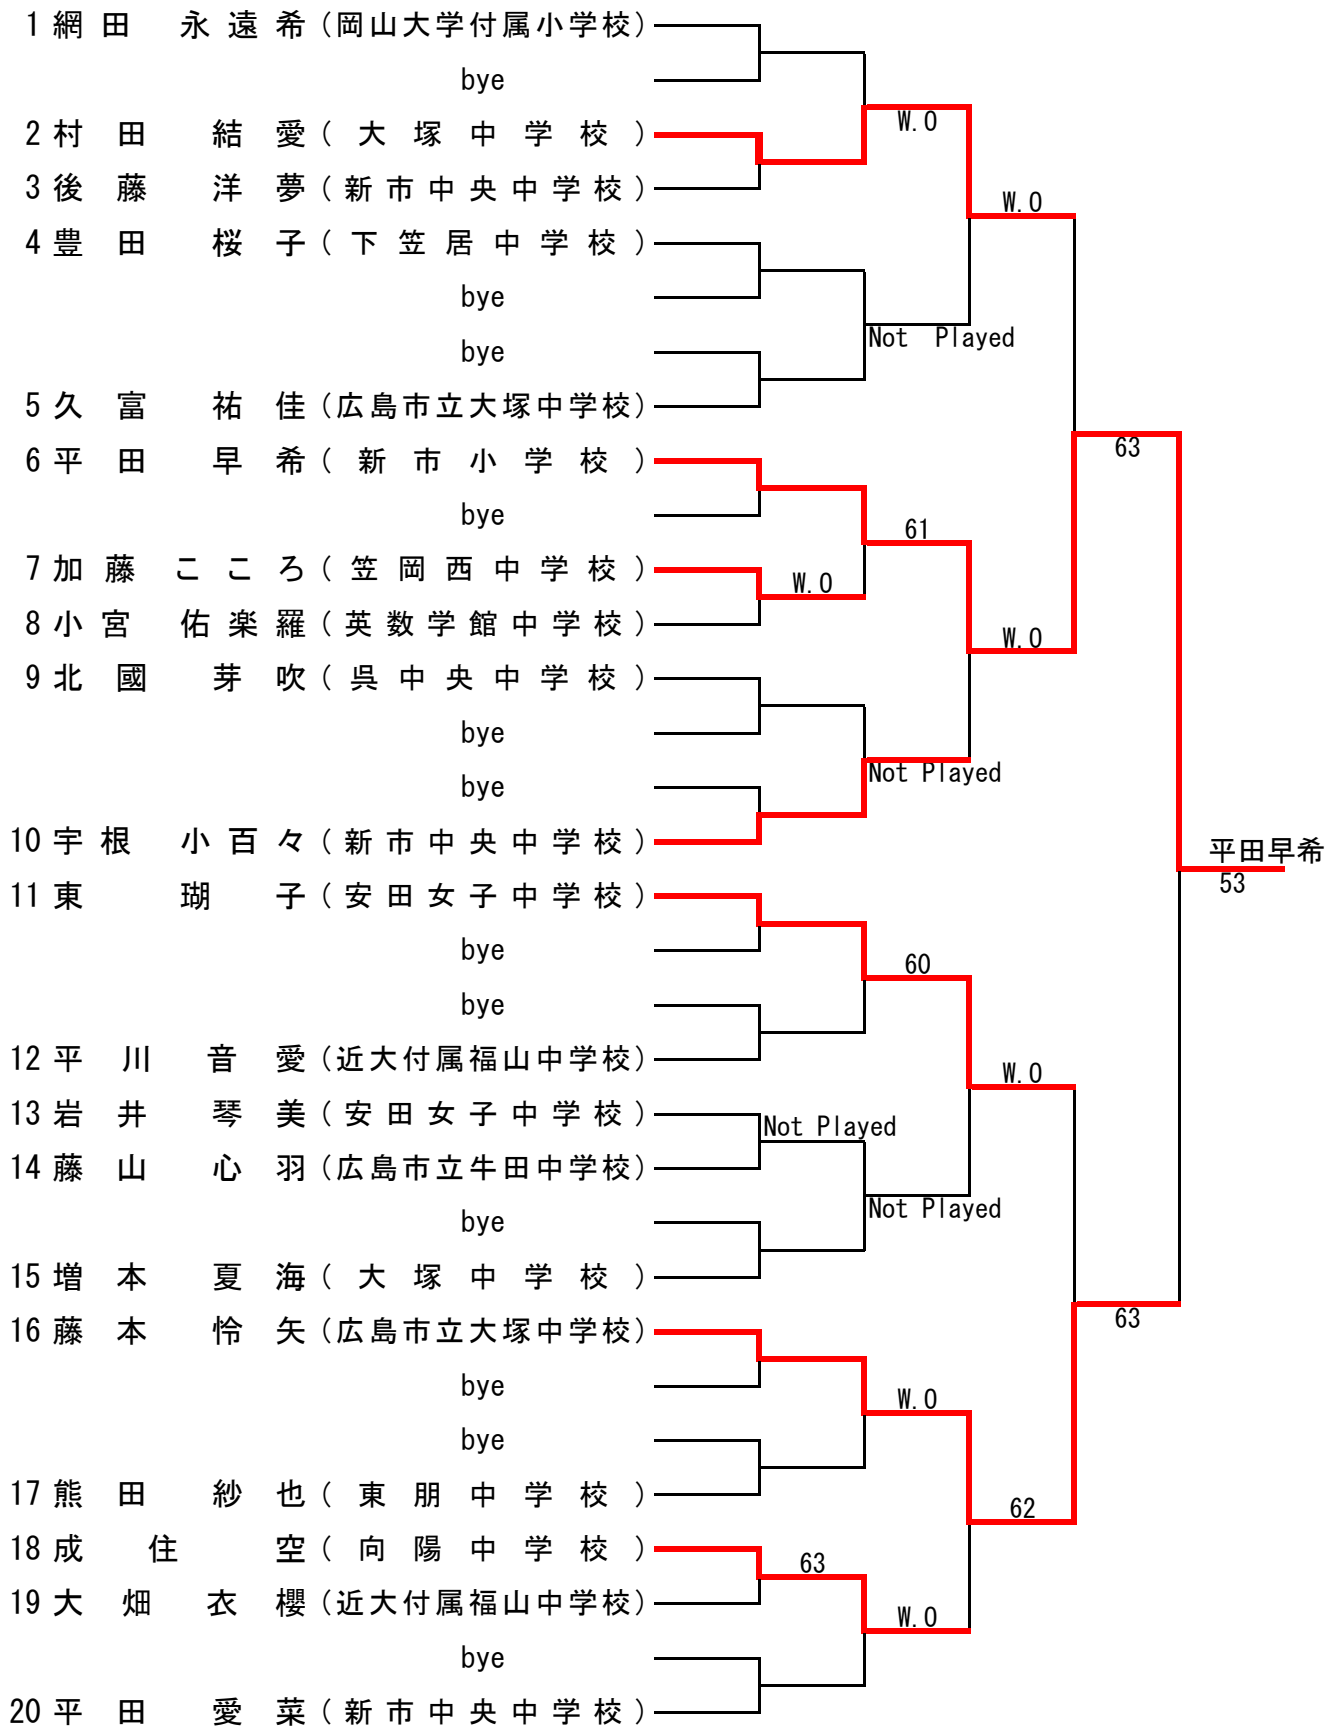 1 網田 永遠希 (岡山大学付属小学校)
bye
W.O
2 村田 結愛 (大塚中学校)
3 後藤 洋夢 (新市中央中学校)
W.O
4 豊田 桜子 (下笠居中学校)
bye
Not Played
bye
5 久富 祐佳 (広島市立大塚中学校)
63
6 平田 早希 (新市小学校)
bye
61
7 加藤 こころ (笠岡西中学校)
W.O
8 小宮 佑楽羅 (英数学館中学校)
W.O
9 北國 芽吹 (呉中央中学校)
bye
Not Played
bye
10 宇根 小百々 (新市中央中学校)
平田早希
53
11 東 瑚子 (安田女子中学校)
bye
60
bye
12 平川 音愛 (近大付属福山中学校)
W.O
13 岩井 琴美 (安田女子中学校)
Not Played
14 藤山 心羽 (広島市立牛田中学校)
Not Played
bye
15 増本 夏海 (大塚中学校)
63
16 藤本 怜矢 (広島市立大塚中学校)
bye
W.O
bye
17 熊田 紗也 (東朋中学校)
62
18 成住 空 (向陽中学校)
63
19 大畑 衣櫻 (近大付属福山中学校)
W.O
bye
20 平田 愛菜 (新市中央中学校)